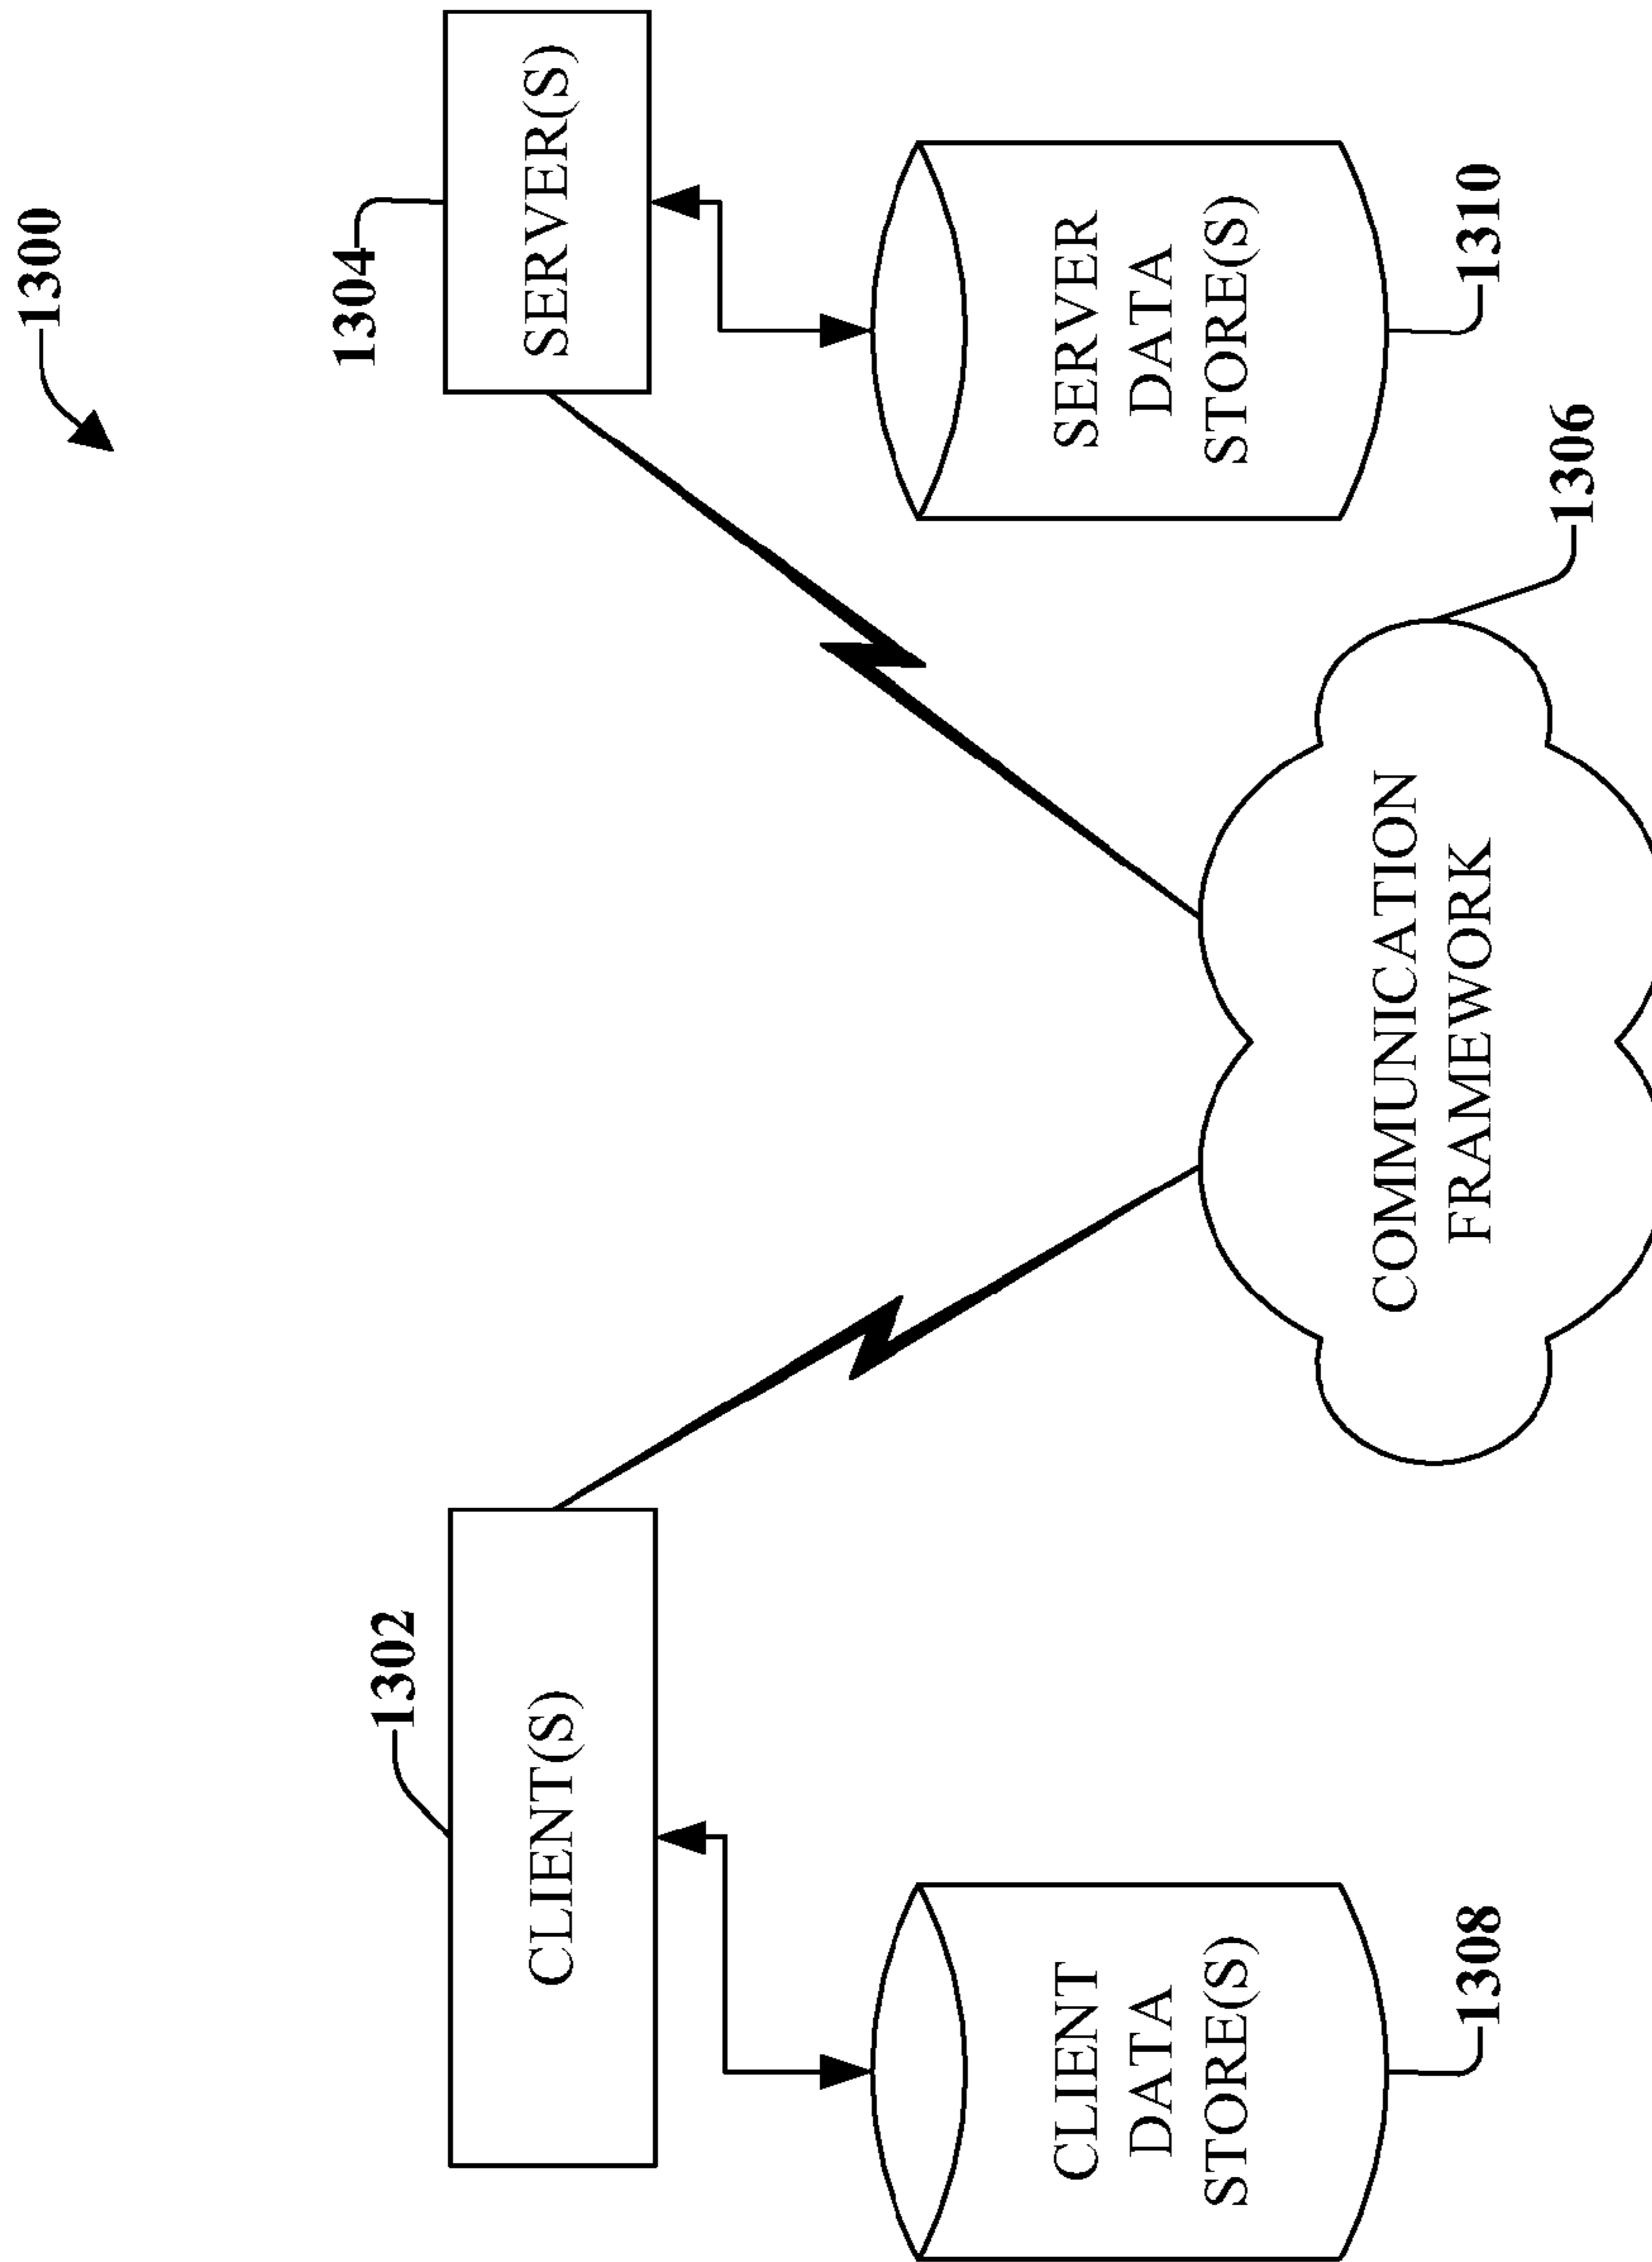 1300
1302
1304
CLIENT(S)
SERVER(S)
CLIENT
DATA
STORE(S)
SERVER
DATA
STORE(S)
COMMUNICATION
FRAMEWORK
1308
1310
1306